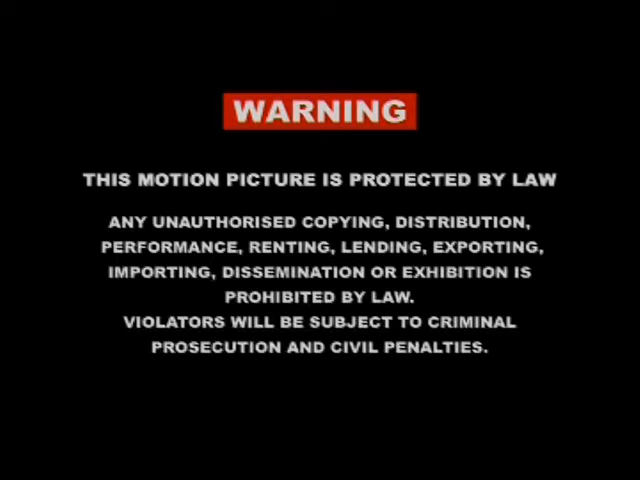 WARNING
THIS MOTION PICTURE IS PROTECTED BY LAW
ANY UNAUTHORISED COPYING, DISTRIBUTION,
PERFORMANCE, RENTING, LENDING, EXPORTING,
IMPORTING, DISSEMINATION OR EXHIBITION IS
PROHIBITED BY LAW.
VIOLATORS WILL BE SUBJECT TO CRIMINAL
PROSECUTION AND CIVIL PENALTIES.